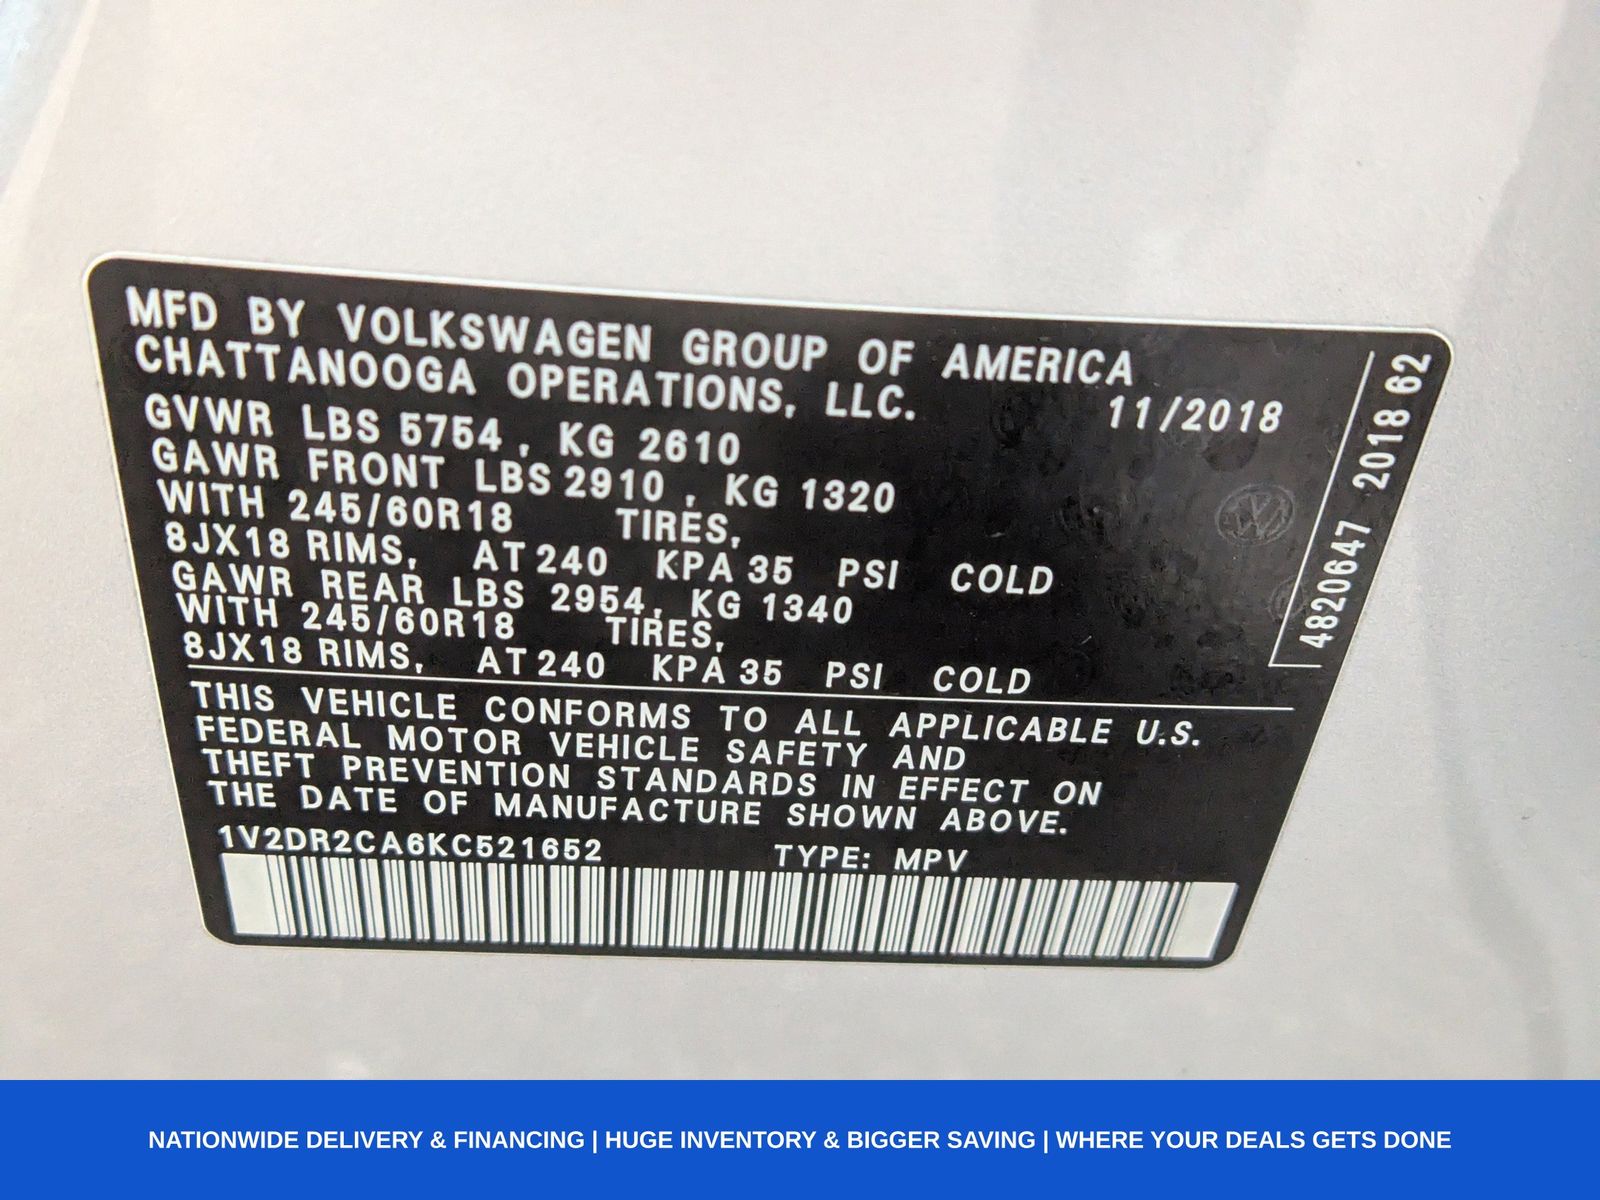 MFD BY VOLKSWAGEN GROUP OF AMERICA
CHATTANOOGA OPERATIONS, LLC.
11/2018
GVWR LBS 5754, KG 2610
GAWR FRONT LBS 2910, KG 1320
WITH 245/60R18 TIRES,
8JX18 RIMS, AT 240 KPA 35 PSI COLD
GAWR REAR LBS 2954, KG 1340
WITH 245/60R18 TIRES,
8JX18 RIMS, AT 240 KPA 35 PSI COLD
THIS VEHICLE CONFORMS TO ALL APPLICABLE U.S.
FEDERAL MOTOR VEHICLE SAFETY AND
THEFT PREVENTION STANDARDS IN EFFECT ON
THE DATE OF MANUFACTURE SHOWN ABOVE.
1V2DR2CA6KC521652 TYPE: MPV
4820647 2018 62
NATIONWIDE DELIVERY & FINANCING | HUGE INVENTORY & BIGGER SAVING | WHERE YOUR DEALS GETS DONE